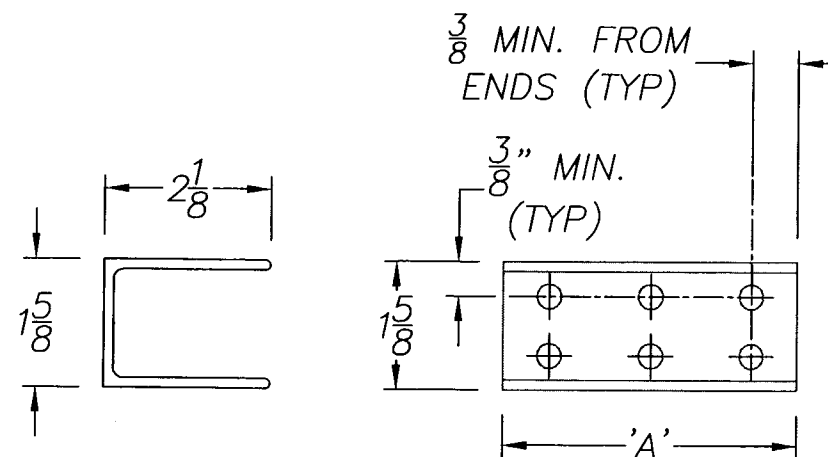 3/8 MIN. FROM
ENDS (TYP)
3/8" MIN.
(TYP)
2 1/8
1 5/8
1 5/8
'A'